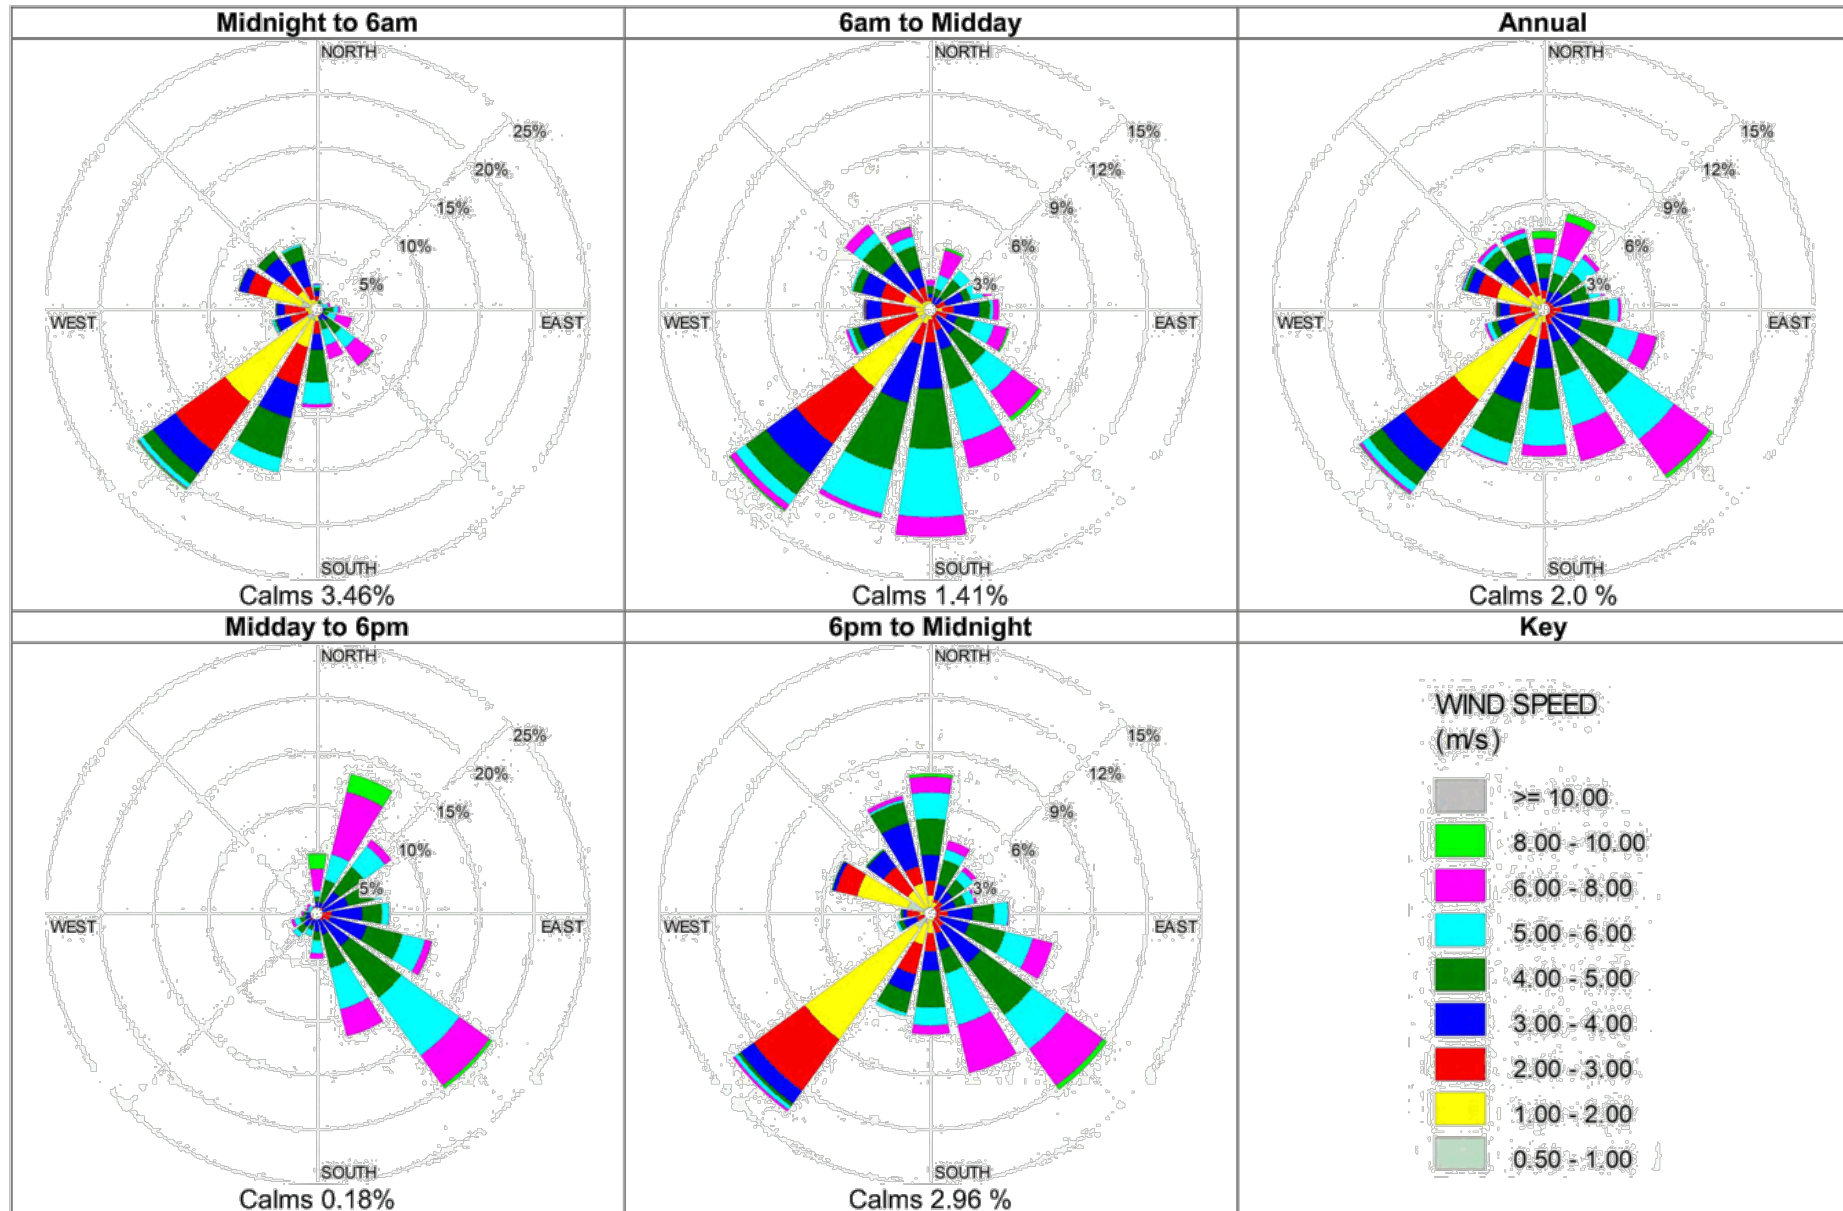 Midnight to 6am
NORTH
25%
20%
15%
10%
5%
WEST
EAST
SOUTH
Calms 3.46%
6am to Midday
NORTH
15%
12%
9%
6%
3%
WEST
EAST
SOUTH
Calms 1.41%
Annual
NORTH
15%
12%
9%
6%
3%
WEST
EAST
SOUTH
Calms 2.0 %
Midday to 6pm
NORTH
25%
20%
15%
10%
5%
WEST
EAST
SOUTH
Calms 0.18%
6pm to Midnight
NORTH
15%
12%
9%
6%
3%
WEST
EAST
SOUTH
Calms 2.96 %
Key
WIND SPEED
(m/s)
>= 10.00
8.00 - 10.00
6.00 - 8.00
5.00 - 6.00
4.00 - 5.00
3.00 - 4.00
2.00 - 3.00
1.00 - 2.00
0.50 - 1.00